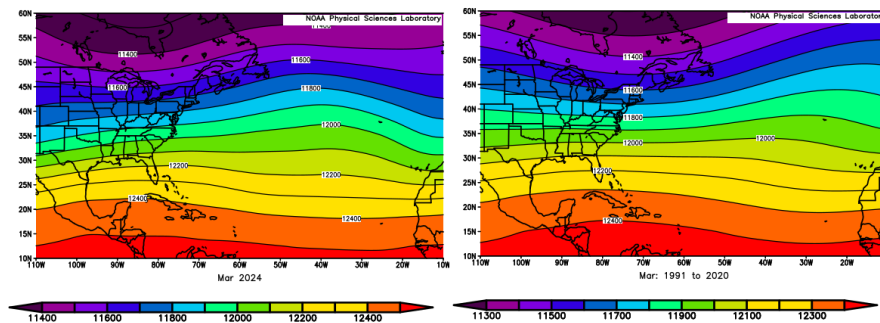 NOAA Physical Sciences Laboratory
60N
55N
50N
45N
40N
35N
30N
25N
20N
15N
10N
11400
11400
11600
11600
11800
12000
12200
12200
12400
12400
110W
100W
90W
80W
70W
60W
50W
40W
30W
20W
10W
Mar 2024
11400
11600
11800
12000
12200
12400
NOAA Physical Sciences Laborator
60N
55N
50N
45N
40N
35N
30N
25N
20N
15N
10N
11400
11600
11800
12000
12000
12200
12400
110W
100W
90W
80W
70W
60W
50W
40W
30W
20W
Mar: 1991 to 2020
11300
11500
11700
11900
12100
12300